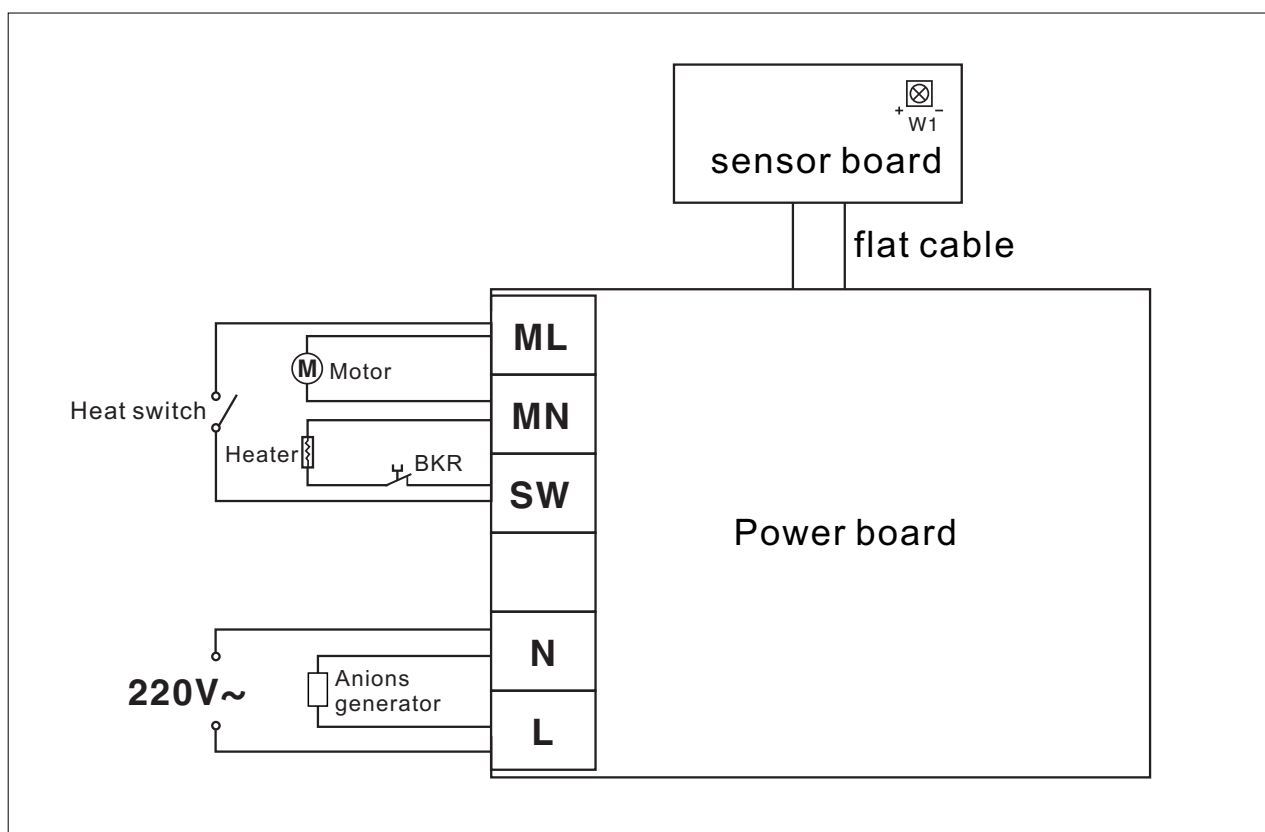 + -
W1
sensor board
flat cable
ML
M Motor
Heat switch
MN
Heater
BKR
SW
Power board
N
220V~
Anions
generator
L